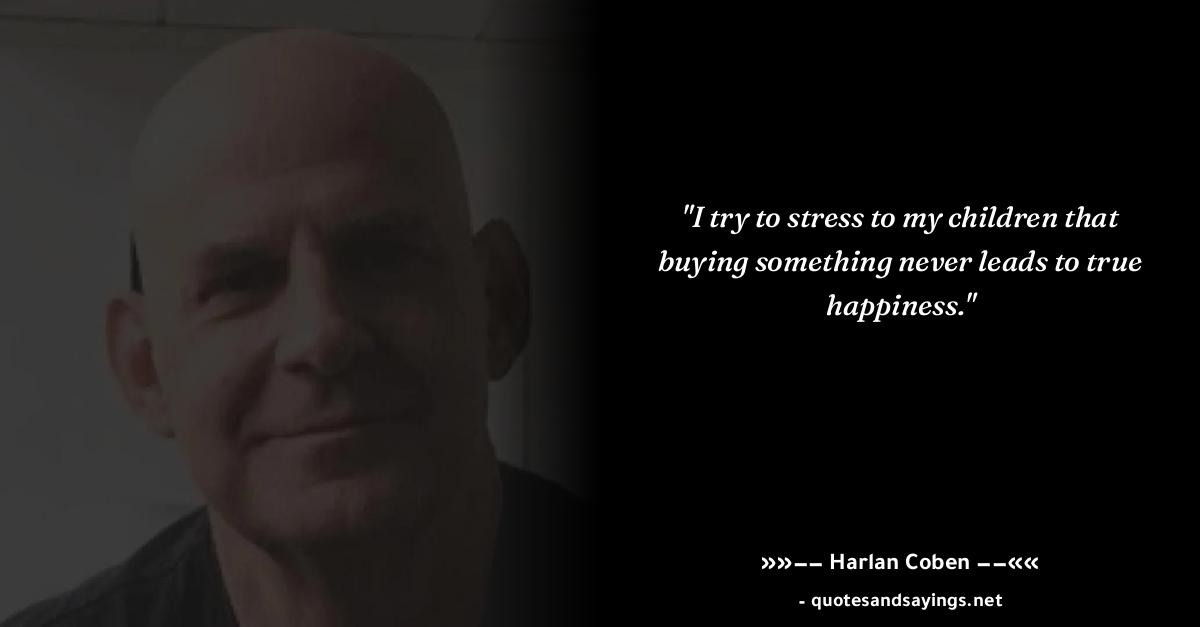 "I try to stress to my children that
buying something never leads to true
happiness."
»»–– Harlan Coben ––««
- quotesandsayings.net